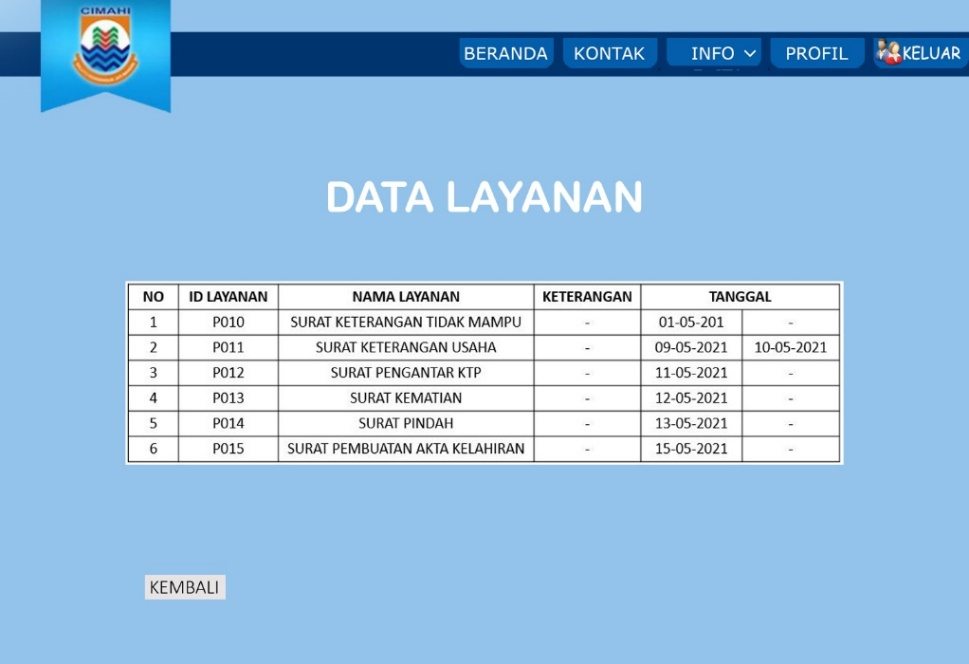 CIMAHI
BERANDA KONTAK INFO PROFIL KELUAR
DATA LAYANAN
NO ID LAYANAN NAMA LAYANAN KETERANGAN TANGGAL
1 P010 SURAT KETERANGAN TIDAK MAMPU - 01-05-201 -
2 P011 SURAT KETERANGAN USAHA - 09-05-2021 10-05-2021
3 P012 SURAT PENGANTAR KTP - 11-05-2021 -
4 P013 SURAT KEMATIAN - 12-05-2021 -
5 P014 SURAT PINDAH - 13-05-2021 -
6 P015 SURAT PEMBUATAN AKTA KELAHIRAN - 15-05-2021 -
KEMBALI